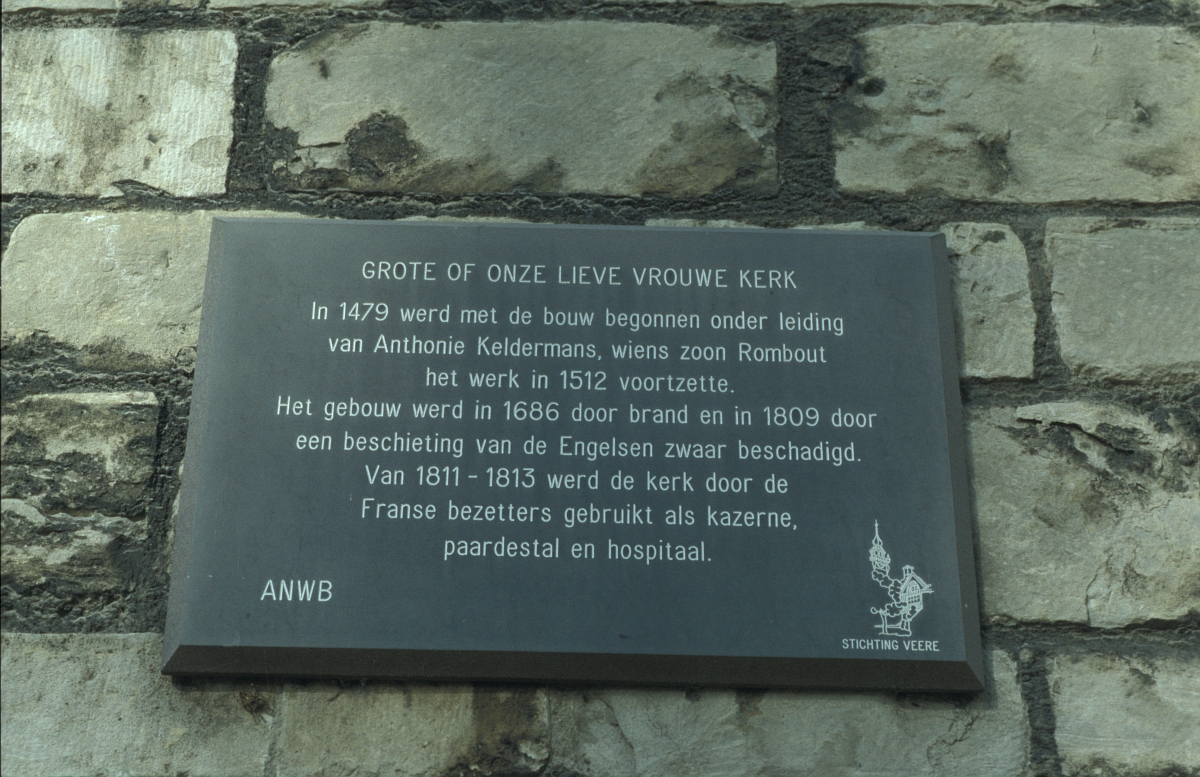 GROTE OF ONZE LIEVE VROUWE KERK
In 1479 werd met de bouw begonnen onder leiding
van Anthonie Keldermans, wiens zoon Rombout
het werk in 1512 voortzette.
Het gebouw werd in 1686 door brand en in 1809 door
een beschieting van de Engelsen zwaar beschadigd.
Van 1811 - 1813 werd de kerk door de
Franse bezetters gebruikt als kazerne,
paardestal en hospitaal.
ANWB
STICHTING VEERE